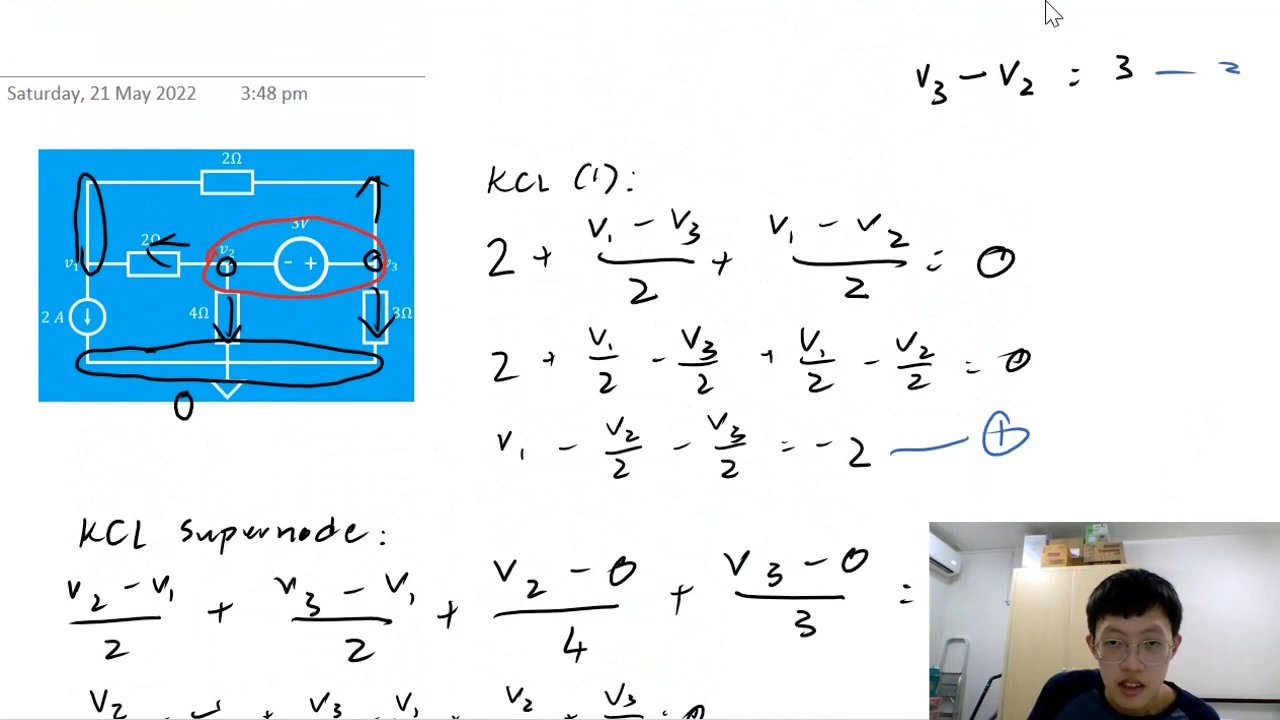 Saturday, 21 May 2022 3:48 pm
v₃ - v₂ = 3 — 2
2Ω
2Ω
v₂
3V
- +
v₁
v₃
2 A
4Ω
3Ω
0
KCL (1):
2 + (v₁ - v₃)/2 + (v₁ - v₂)/2 = 0
2 + v₁/2 - v₃/2 + v₁/2 - v₂/2 = 0
v₁ - v₂/2 - v₃/2 = -2 — ①
KCL supernode:
(v₂ - v₁)/2 + (v₃ - v₁)/2 + (v₂ - 0)/4 + (v₃ - 0)/3 =